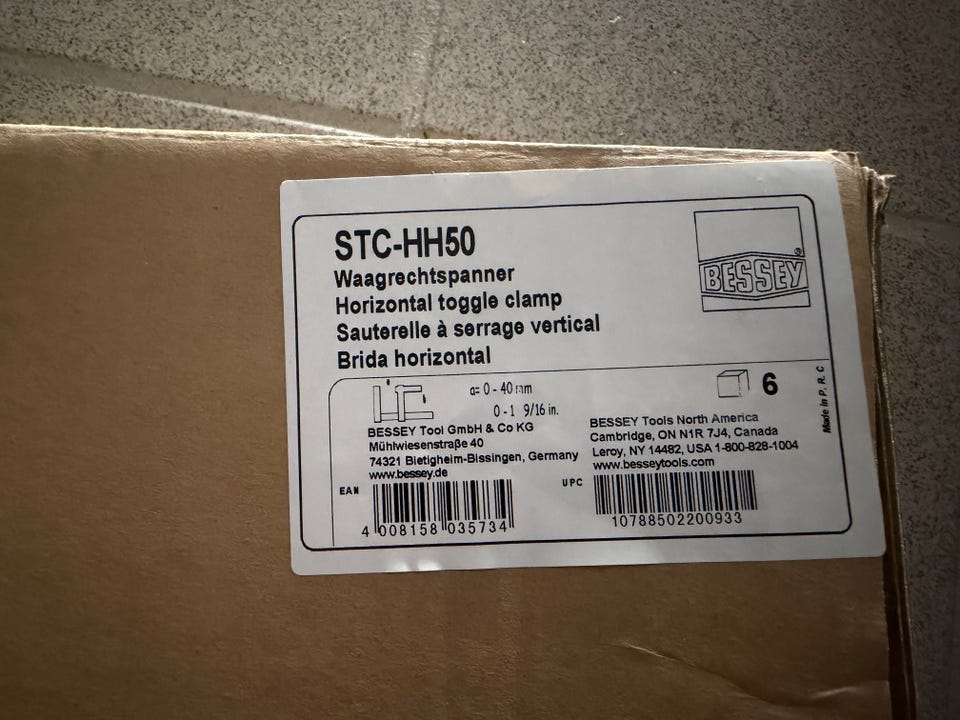 STC-HH50
Waagrechtspanner
Horizontal toggle clamp
Sauterelle à serrage vertical
Brida horizontal
BESSEY®
a= 0 - 40 mm
0 - 1 9/16 in.
6
Made in P. R. C
BESSEY Tool GmbH & Co KG
Mühlwiesenstraße 40
74321 Bietigheim-Bissingen, Germany
www.bessey.de
BESSEY Tools North America
Cambridge, ON N1R 7J4, Canada
Leroy, NY 14482, USA 1-800-828-1004
www.besseytools.com
EAN
4 008158 035734
UPC
10788502200933